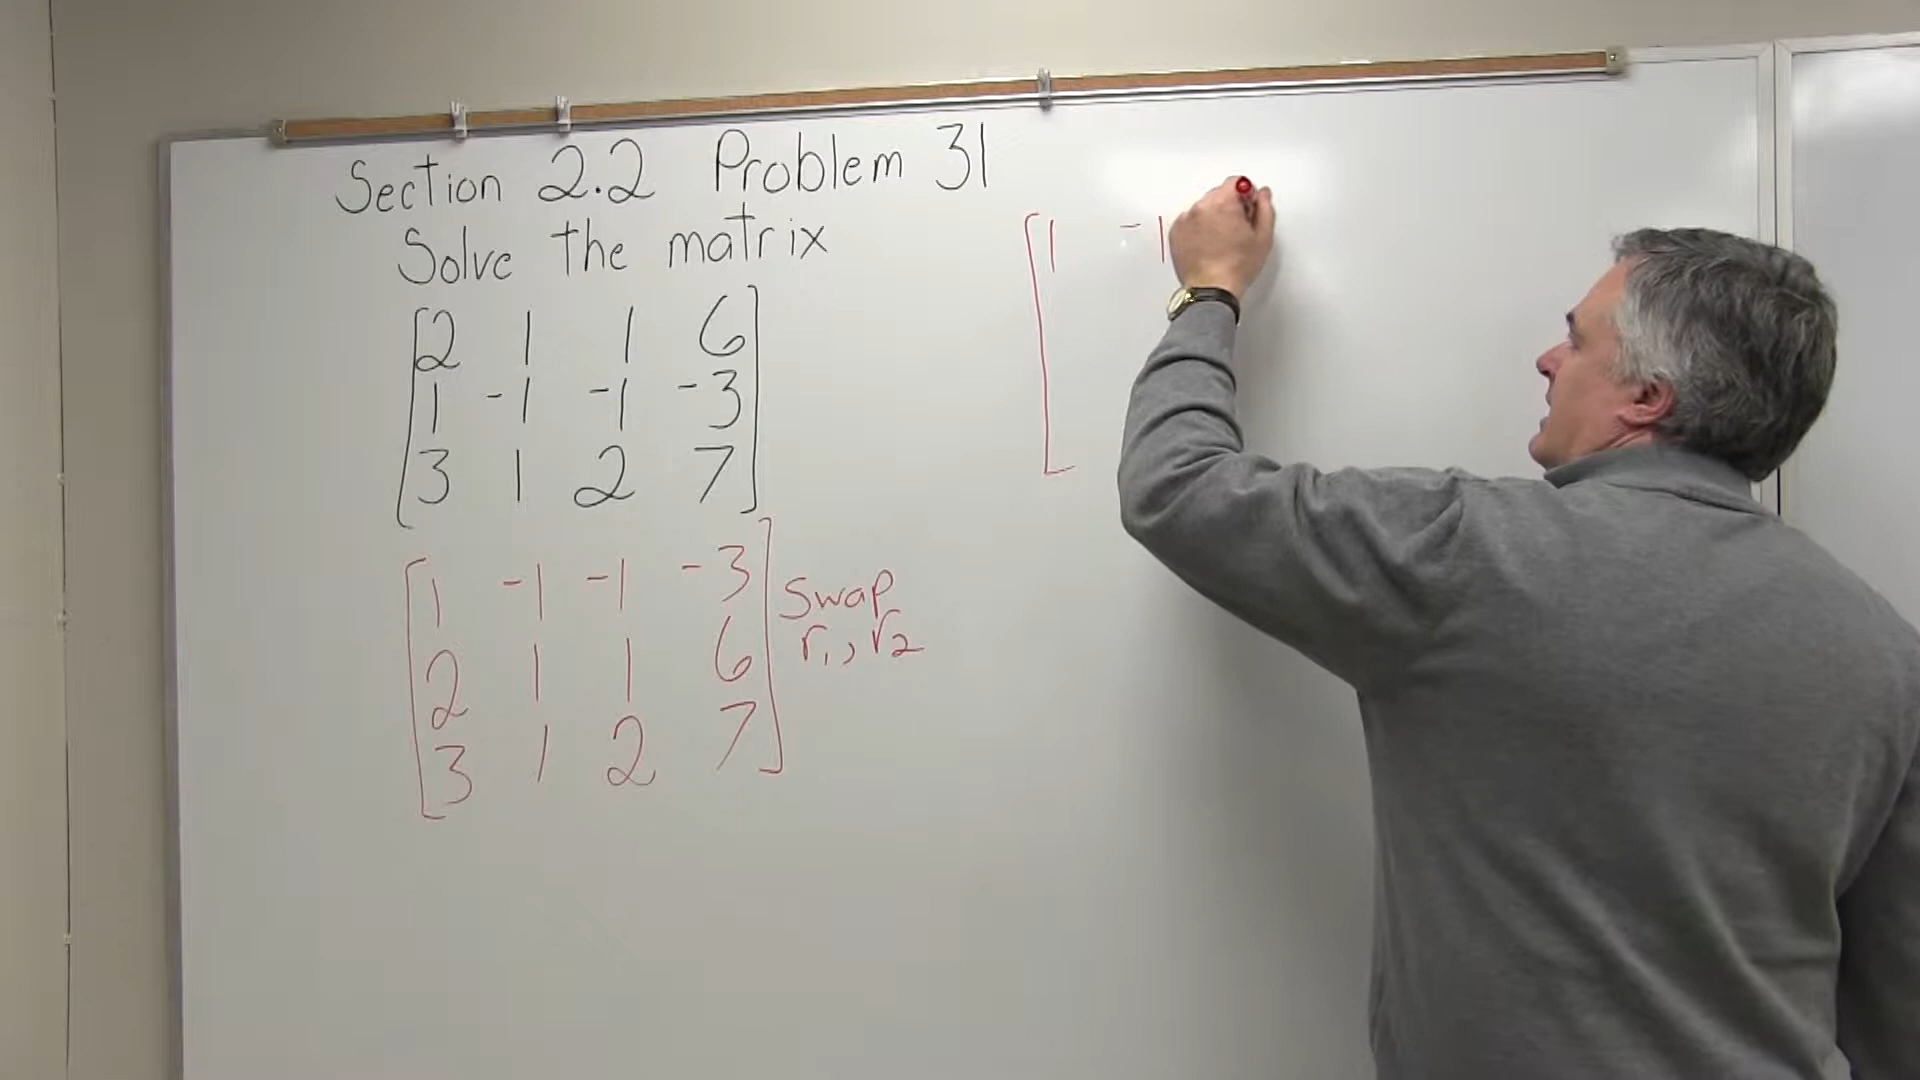 Section 2.2 Problem 31
Solve the matrix
2 1 1 6
1 -1 -1 -3
3 1 2 7
1 -1 -1 -3
2 1 1 6
3 1 2 7
swap
r₁, r₂
1 -1